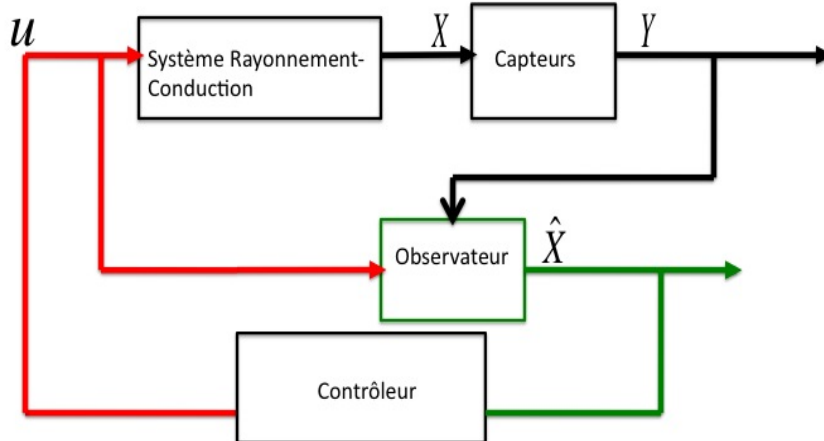 u
Système Rayonnement-
Conduction
X
Capteurs
Y
Observateur
X̂
Contrôleur